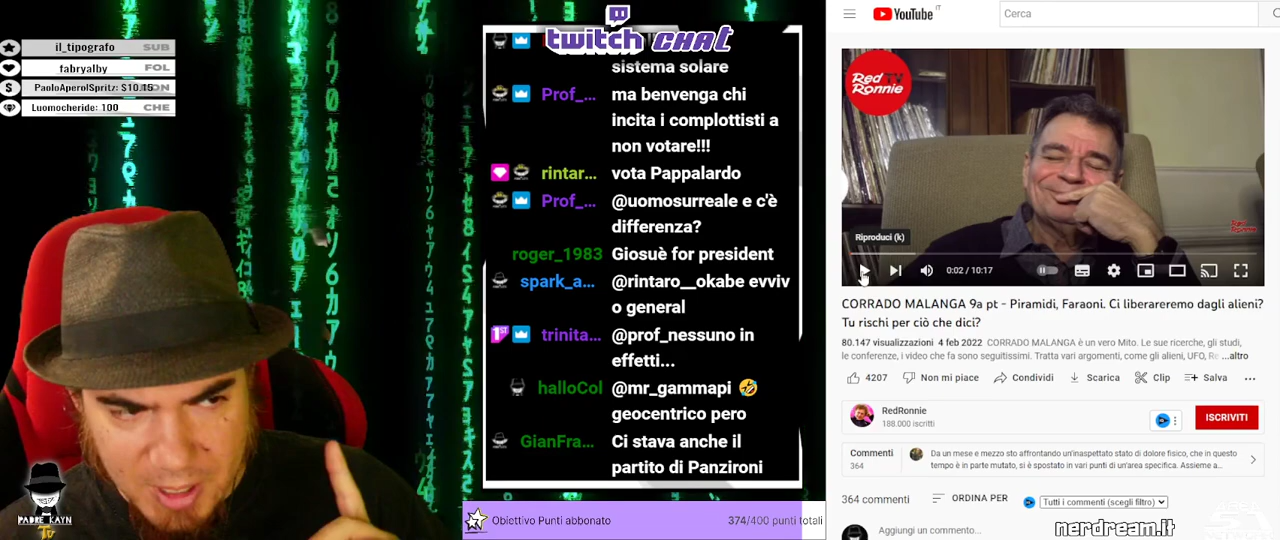 il_tipografo SUB
fabryalby FOL
PaoloAperolSpritz: $10.15
Luomocheride: 100 CHE
twitch CHAT
sistema solare
Prof_... ma benvenga chi
incita i complottisti a
non votare!!!
rintar... vota Pappalardo
Prof_... @uomosurreale e c'è
differenza?
roger_1983 Giosuè for president
spark_a... @rintaro__okabe evviv
o general
1ST trinita... @prof_nessuno in
effetti...
halloCol @mr_gammapi 🤣
geocentrico pero
GianFra... Ci stava anche il
partito di Panzironi
PADRE KAYN
TV
Obiettivo Punti abbonato 374/400 punti totali
YouTube IT
Cerca
Red TV
Ronnie
Riproduci (k)
0:02 / 10:17
CORRADO MALANGA 9a pt - Piramidi, Faraoni. Ci libereremo dagli alieni?
Tu rischi per ciò che dici?
80.147 visualizzazioni 4 feb 2022 CORRADO MALANGA è un vero Mito. Le sue ricerche, gli studi,
le conferenze, i video che fa sono seguitissimi. Tratta vari argomenti, come gli alieni, UFO, Re ...altro
4207 Non mi piace Condividi Scarica Clip Salva
RedRonnie
188.000 iscritti
ISCRIVITI
Commenti
364
Da un mese e mezzo sto affrontando un'inaspettato stato di dolore fisico, che in questo
tempo è in parte mutato, si è spostato in vari punti di un'area specifica. Assieme a...
364 commenti ORDINA PER Tutti i commenti (scegli filtro)
Aggiungi un commento...
nerdream.it